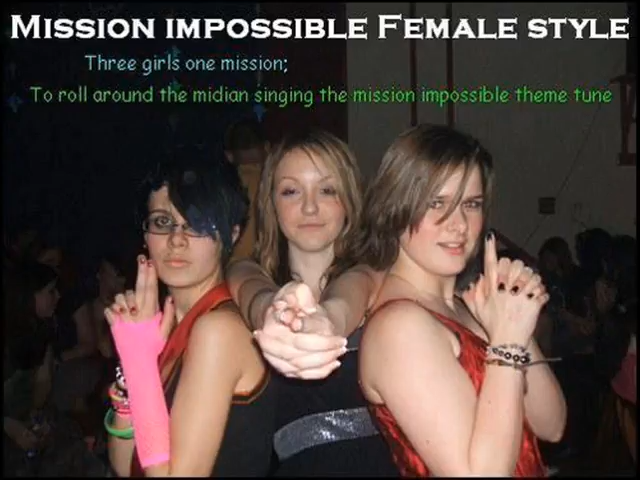 Mission impossible Female style
Three girls one mission;
To roll around the midian singing the mission impossible theme tune